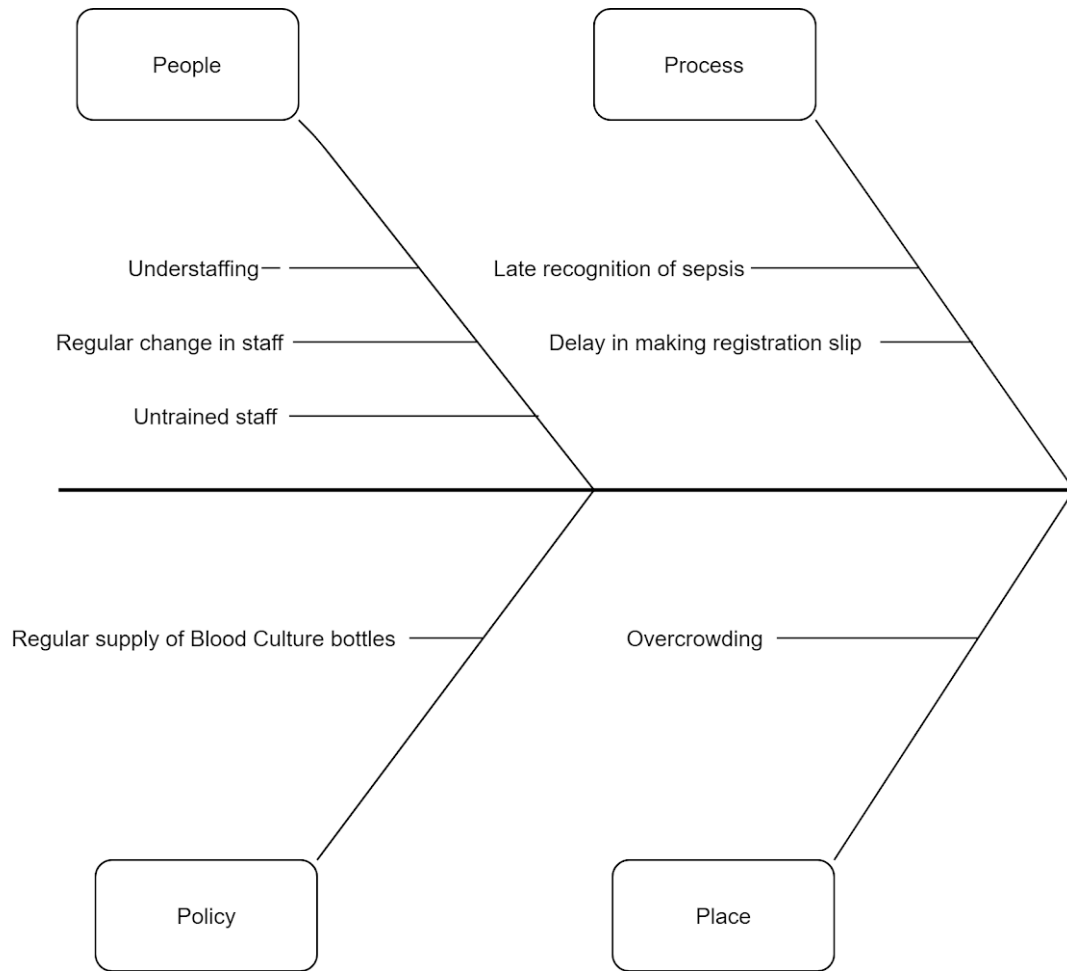 People
Process
Understaffing
Late recognition of sepsis
Regular change in staff
Delay in making registration slip
Untrained staff
Regular supply of Blood Culture bottles
Overcrowding
Policy
Place